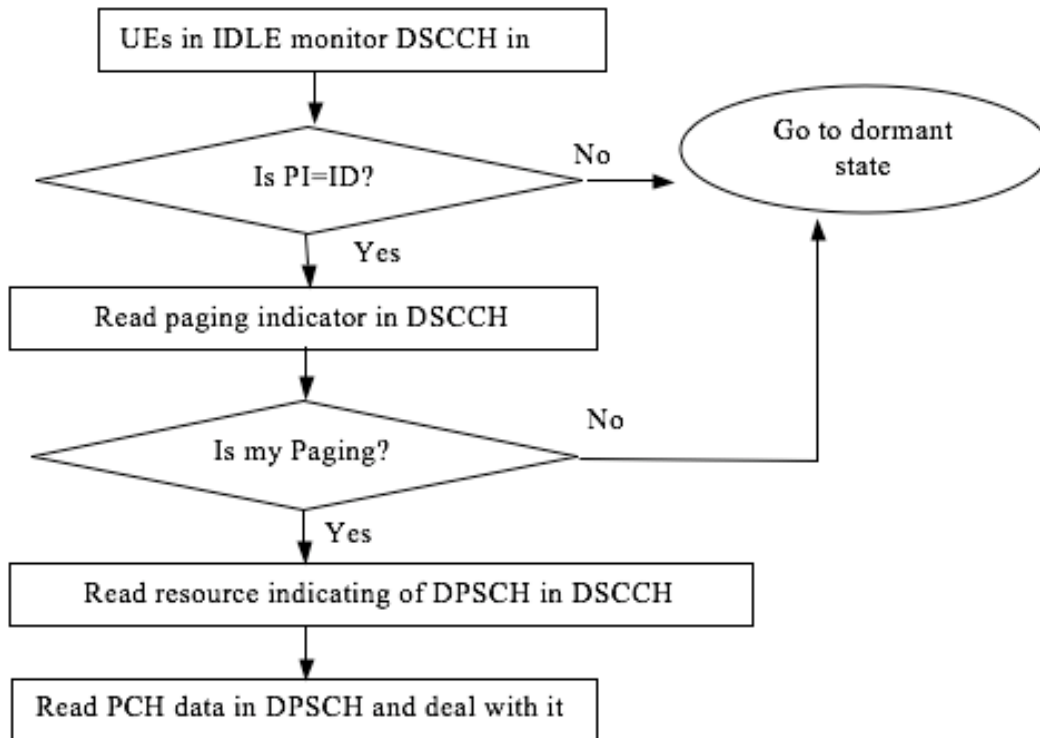 UEs in IDLE monitor DSCCH in
Go to dormant
state
Is PI=ID?
No
Yes
Read paging indicator in DSCCH
Is my Paging?
No
Yes
Read resource indicating of DPSCH in DSCCH
Read PCH data in DPSCH and deal with it